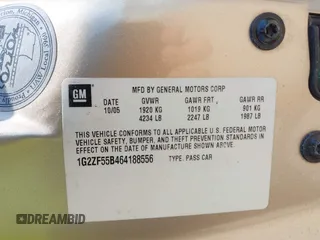 GM
MFD BY GENERAL MOTORS CORP
DATE GVWR GAWR FRT GAWR RR
10/05 1920 KG 1019 KG 901 KG
4234 LB 2247 LB 1987 LB
THIS VEHICLE CONFORMS TO ALL APPLICABLE U.S. FEDERAL MOTOR
VEHICLE SAFETY, BUMPER, AND THEFT PREVENTION STANDARDS
IN EFFECT ON THE DATE OF MANUFACTURE SHOWN ABOVE.
1G2ZF55B464188556 TYPE: PASS CAR
DREAMBID